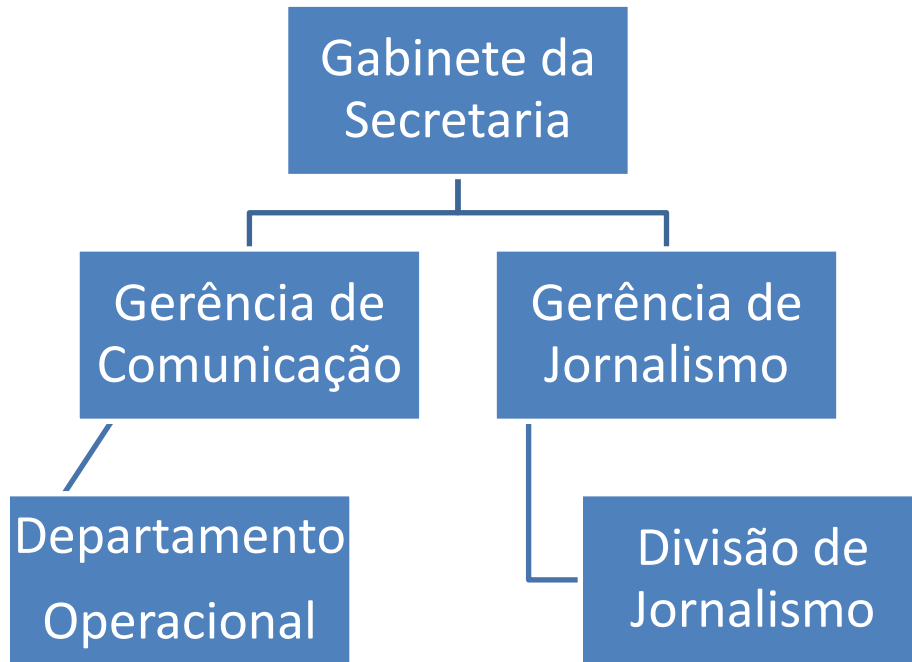 Gabinete da
Secretaria
Gerência de
Comunicação
Gerência de
Jornalismo
Departamento
Operacional
Divisão de
Jornalismo